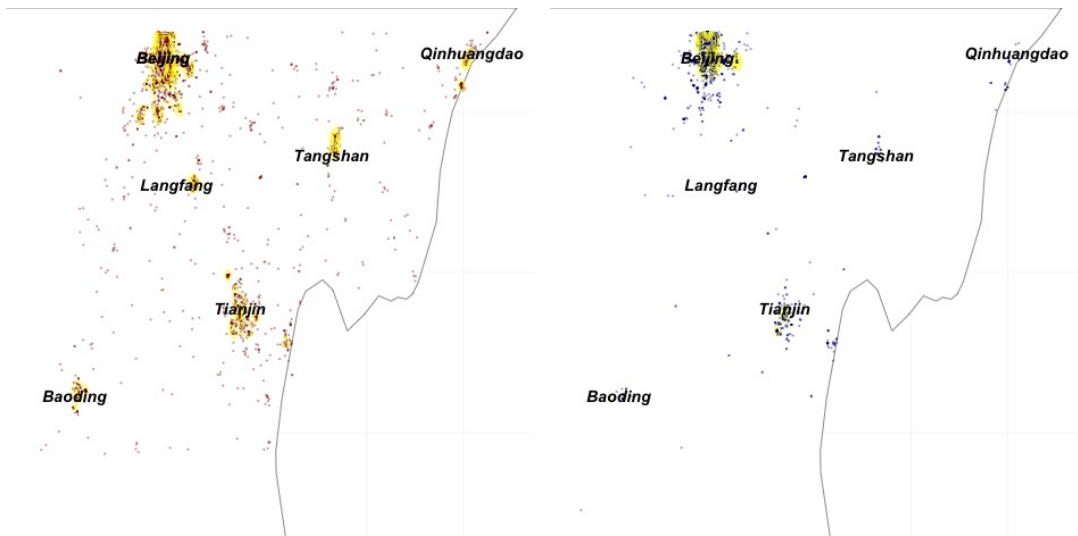 Beijing
Qinhuangdao
Tangshan
Langfang
Tianjin
Baoding
Beijing
Qinhuangdao
Tangshan
Langfang
Tianjin
Baoding